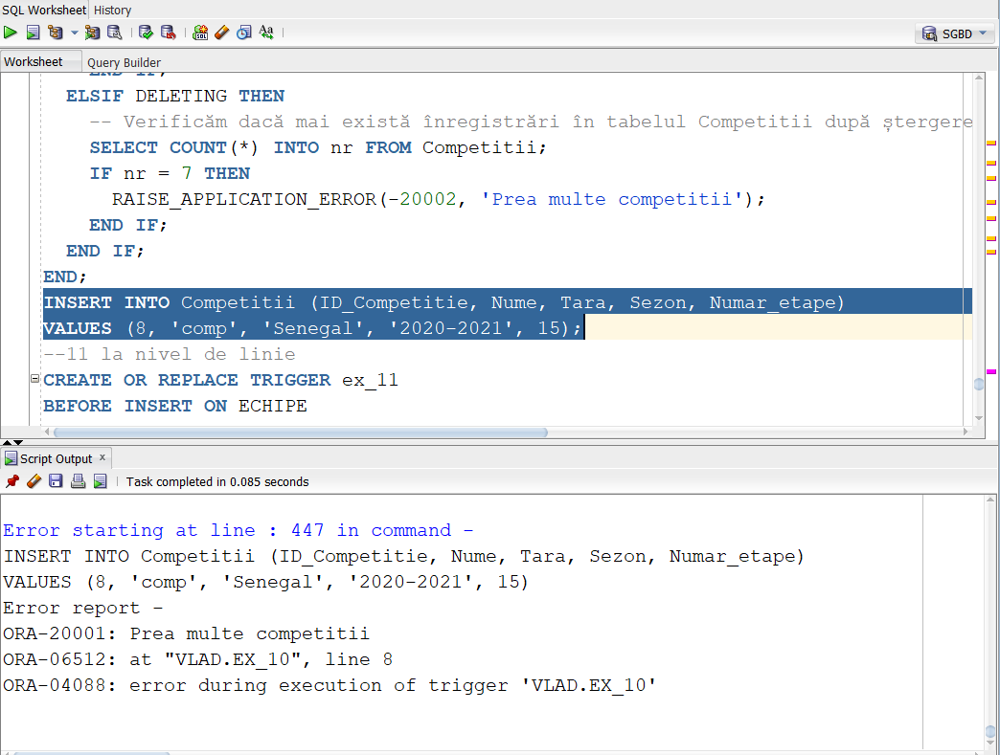 SQL Worksheet History
SGBD
Worksheet Query Builder
END IF;
ELSIF DELETING THEN
-- Verificăm dacă mai există înregistrări în tabelul Competitii după ștergere
SELECT COUNT(*) INTO nr FROM Competitii;
IF nr = 7 THEN
RAISE_APPLICATION_ERROR(-20002, 'Prea multe competitii');
END IF;
END IF;
END;
INSERT INTO Competitii (ID_Competitie, Nume, Tara, Sezon, Numar_etape)
VALUES (8, 'comp', 'Senegal', '2020-2021', 15);
--11 la nivel de linie
CREATE OR REPLACE TRIGGER ex_11
BEFORE INSERT ON ECHIPE
Script Output x
Task completed in 0.085 seconds
Error starting at line : 447 in command -
INSERT INTO Competitii (ID_Competitie, Nume, Tara, Sezon, Numar_etape)
VALUES (8, 'comp', 'Senegal', '2020-2021', 15)
Error report -
ORA-20001: Prea multe competitii
ORA-06512: at "VLAD.EX_10", line 8
ORA-04088: error during execution of trigger 'VLAD.EX_10'